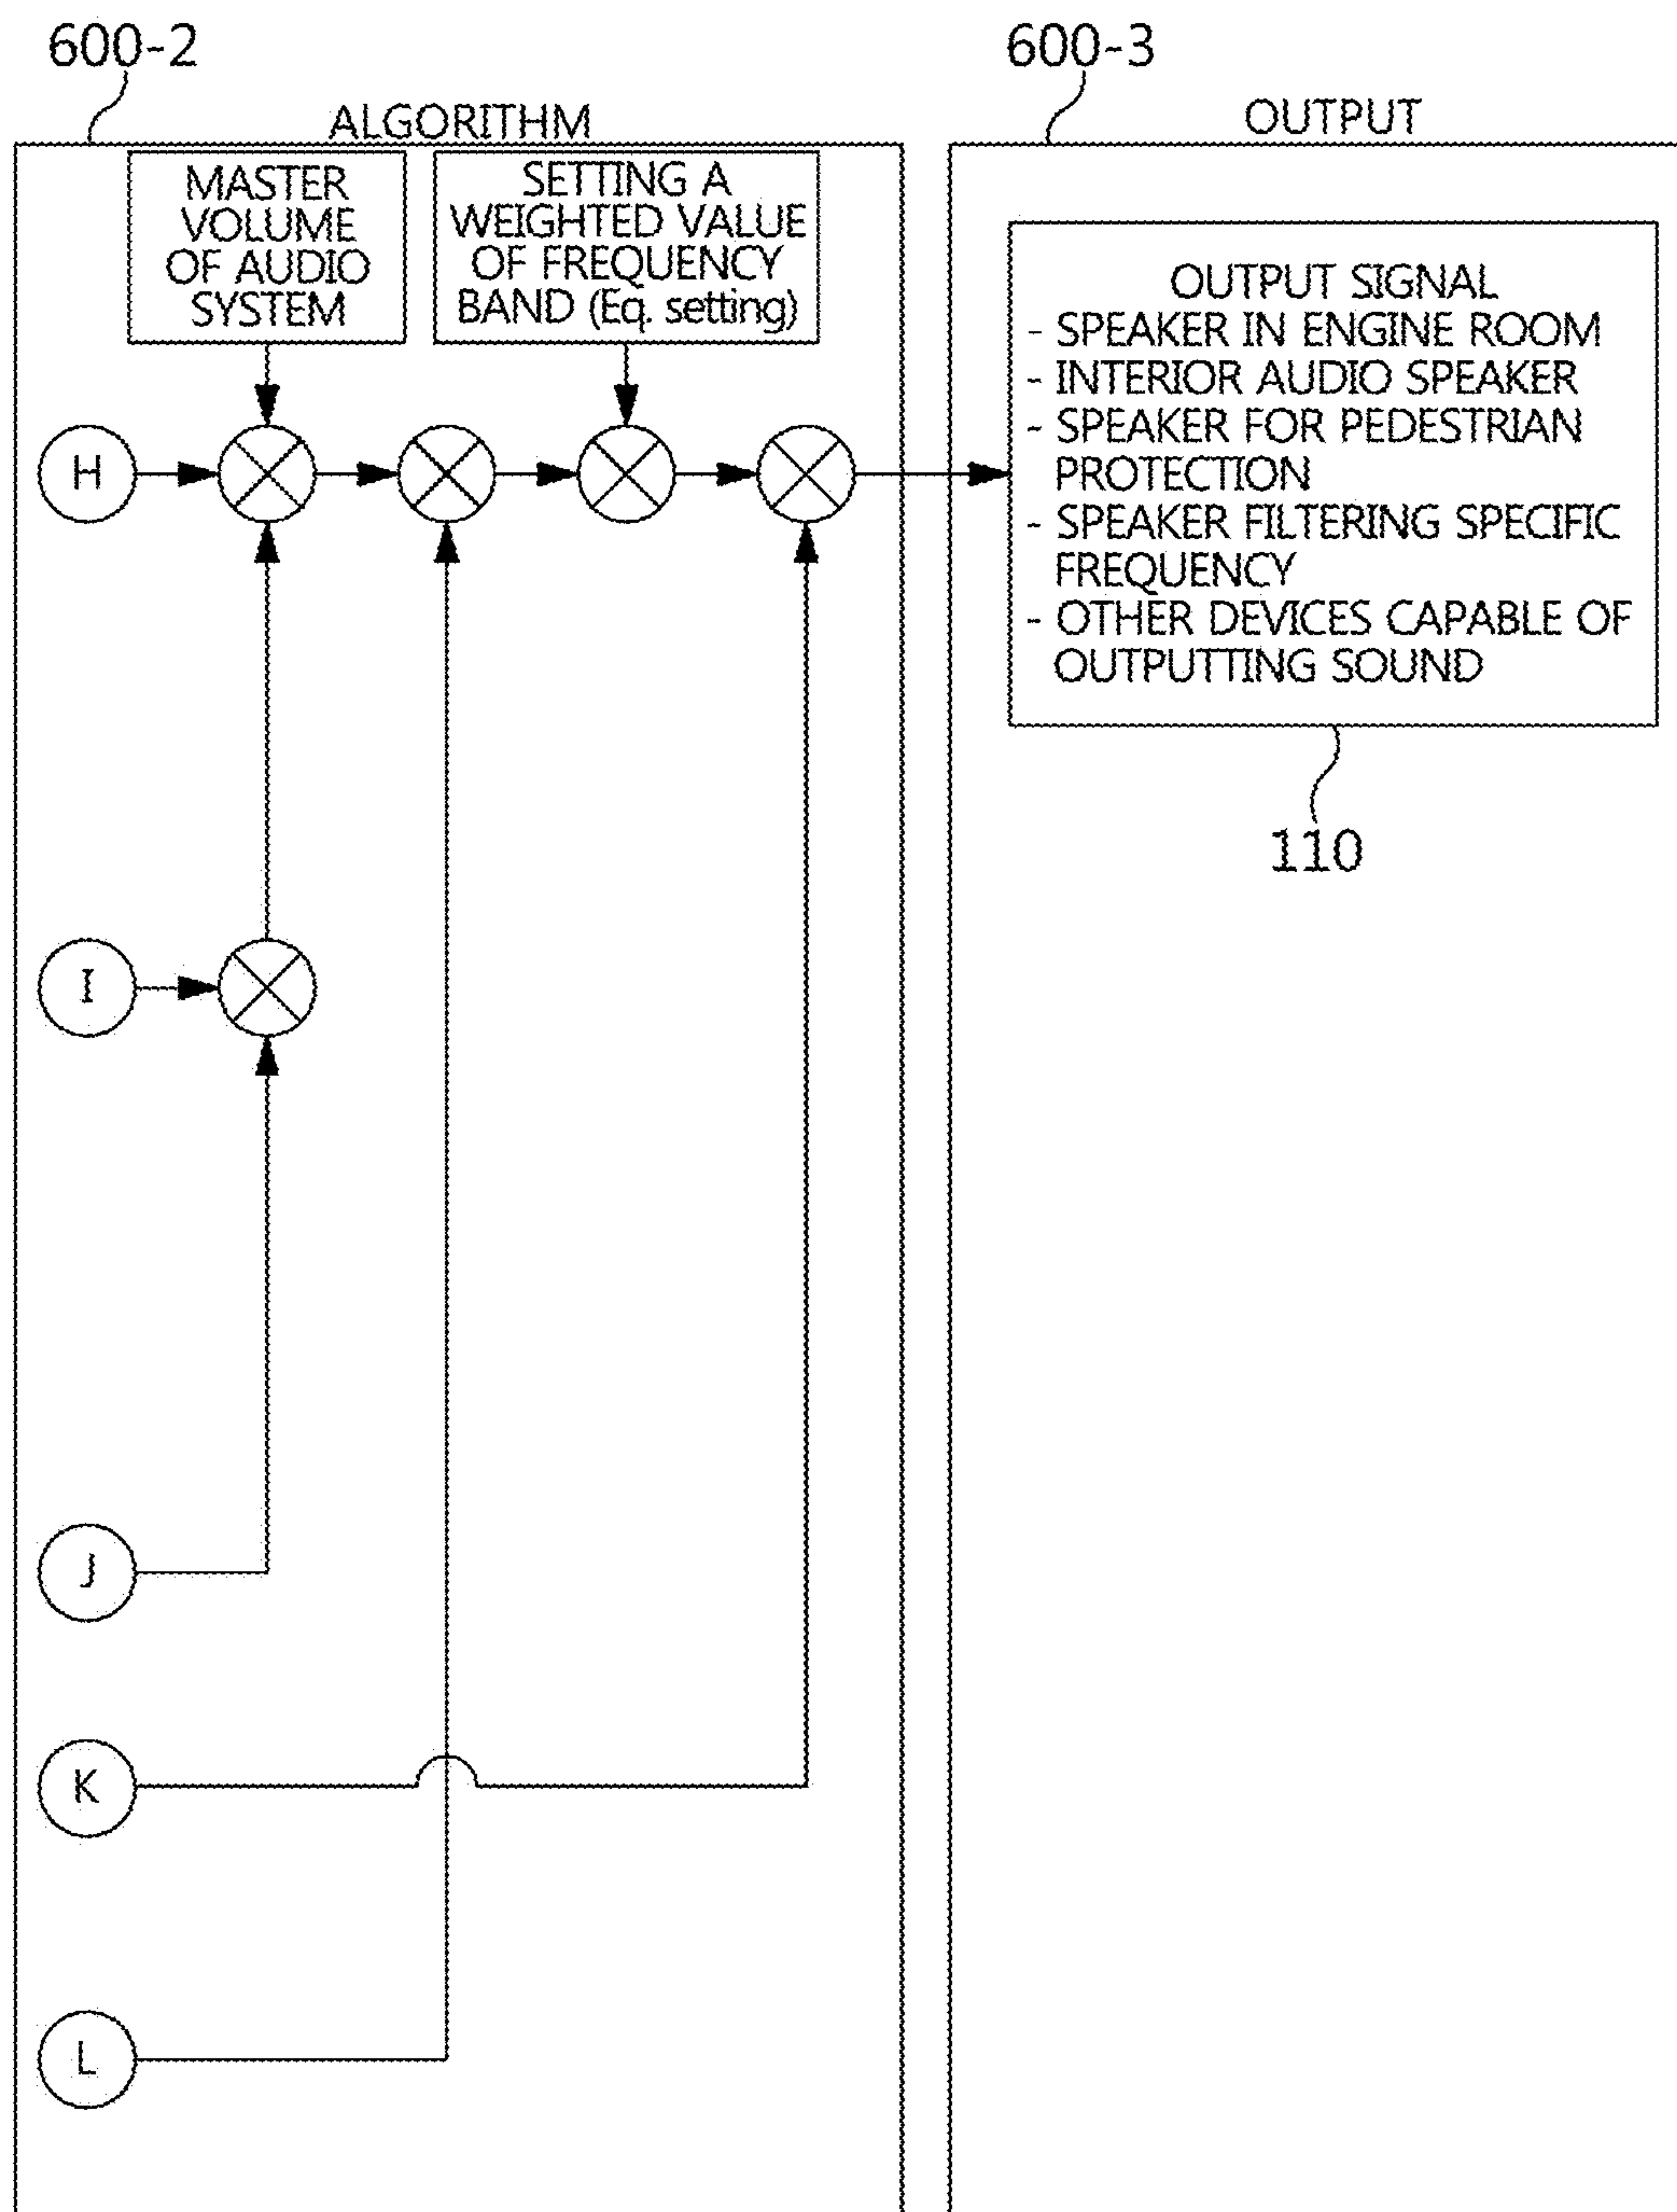 600-2
600-3
ALGORITHM
OUTPUT
MASTER
VOLUME
OF AUDIO
SYSTEM
SETTING A
WEIGHTED VALUE
OF FREQUENCY
BAND (Eq. setting)
OUTPUT SIGNAL
- SPEAKER IN ENGINE ROOM
- INTERIOR AUDIO SPEAKER
- SPEAKER FOR PEDESTRIAN
PROTECTION
- SPEAKER FILTERING SPECIFIC
FREQUENCY
- OTHER DEVICES CAPABLE OF
OUTPUTTING SOUND
110
H
I
J
K
L